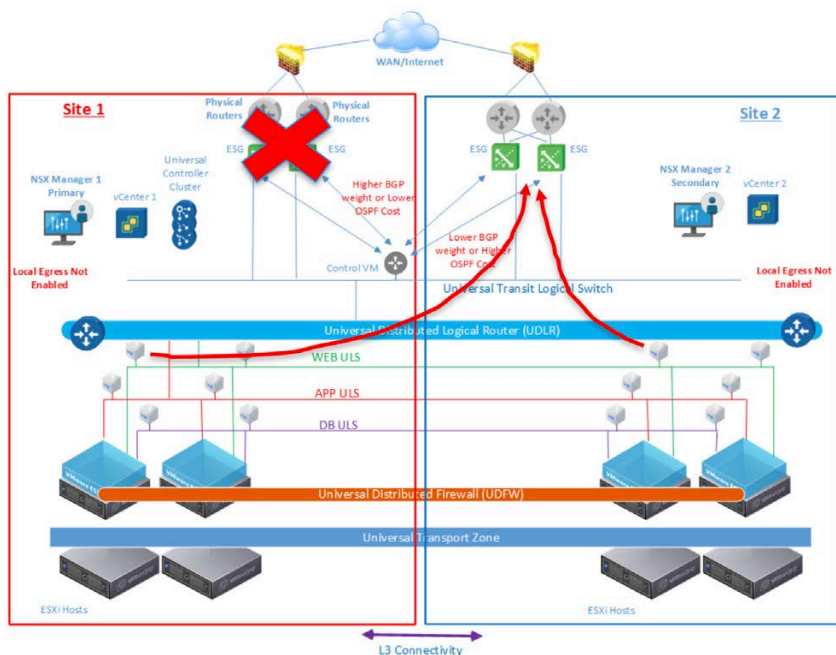 WAN/Internet
Site 1
Physical
Routers
Physical
Routers
ESG
ESG
NSX Manager 1
Primary
vCenter 1
Universal
Controller
Cluster
Higher BGP
weight or Lower
OSPF Cost
Local Egress Not
Enabled
Control VM
Site 2
ESG
ESG
NSX Manager 2
Secondary
vCenter 2
Lower BGP
weight or Higher
OSPF Cost
Local Egress Not
Enabled
Universal Transit Logical Switch
Universal Distributed Logical Router (UDLR)
WEB ULS
APP ULS
DB ULS
Universal Distributed Firewall (UDFW)
Universal Transport Zone
ESXi Hosts
ESXi Hosts
L3 Connectivity